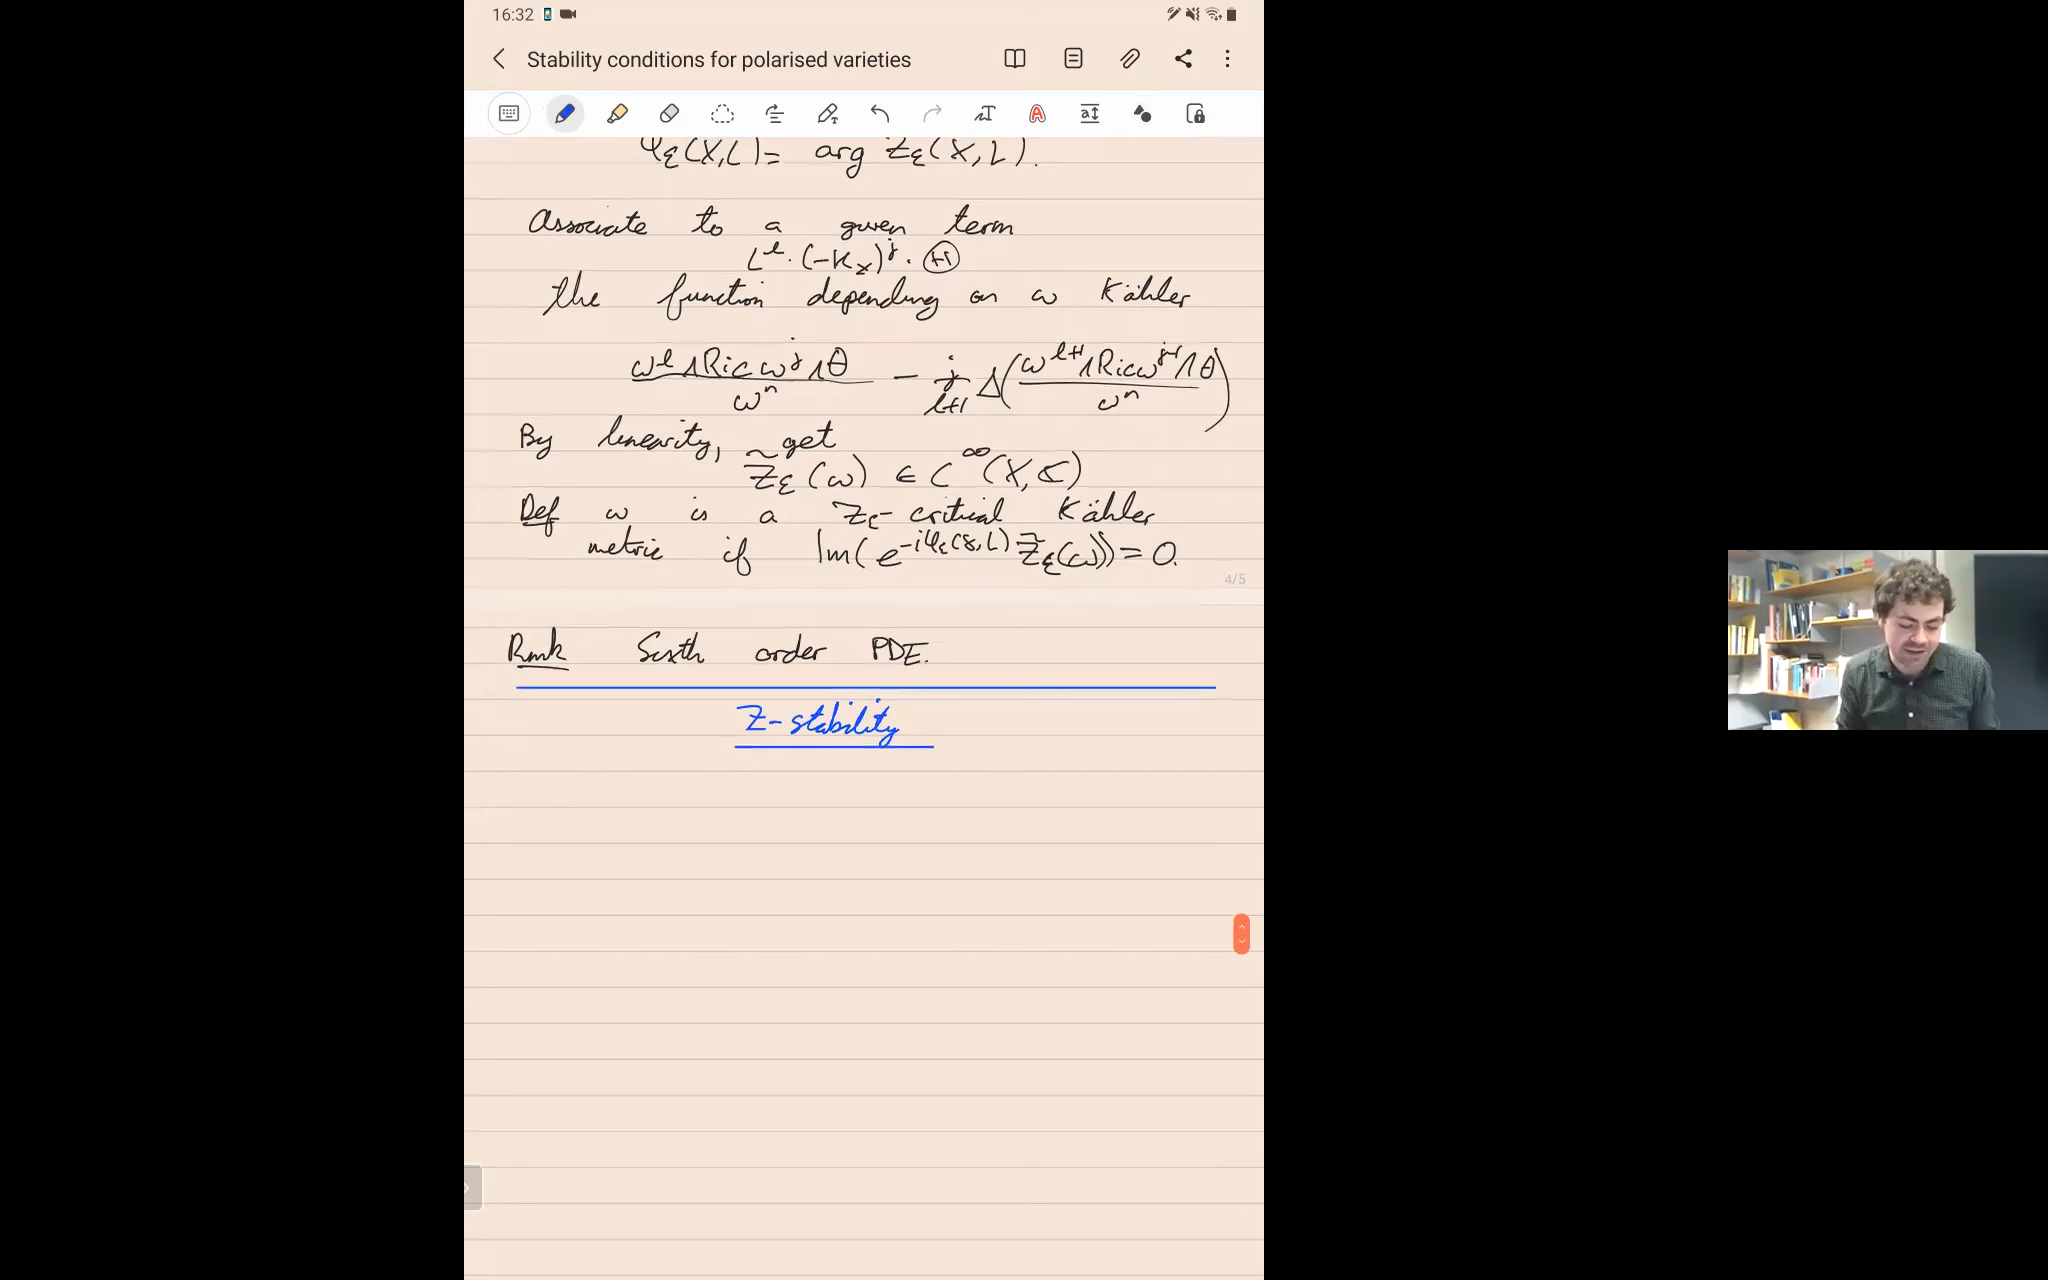 16:32
Stability conditions for polarised varieties
φ_ε(X,L) = arg Z_ε(X,L).
Associate to a given term
L^l · (-K_X)^j · Θ
the function depending on ω Kähler
ω^l ∧ Ric ω^j ∧ θ / ω^n - j/(l+1) Δ(ω^{l+1} ∧ Ric ω^{j-1} ∧ θ / ω^n)
By linearity, get
Z̃_ε(ω) ∈ C^∞(X, ℂ)
Def ω is a Z_ε-critical Kähler
metric if Im(e^{-iφ_ε(X,L)} Z̃_ε(ω)) = 0.
4/5
Rmk Sixth order PDE.
Z-stability